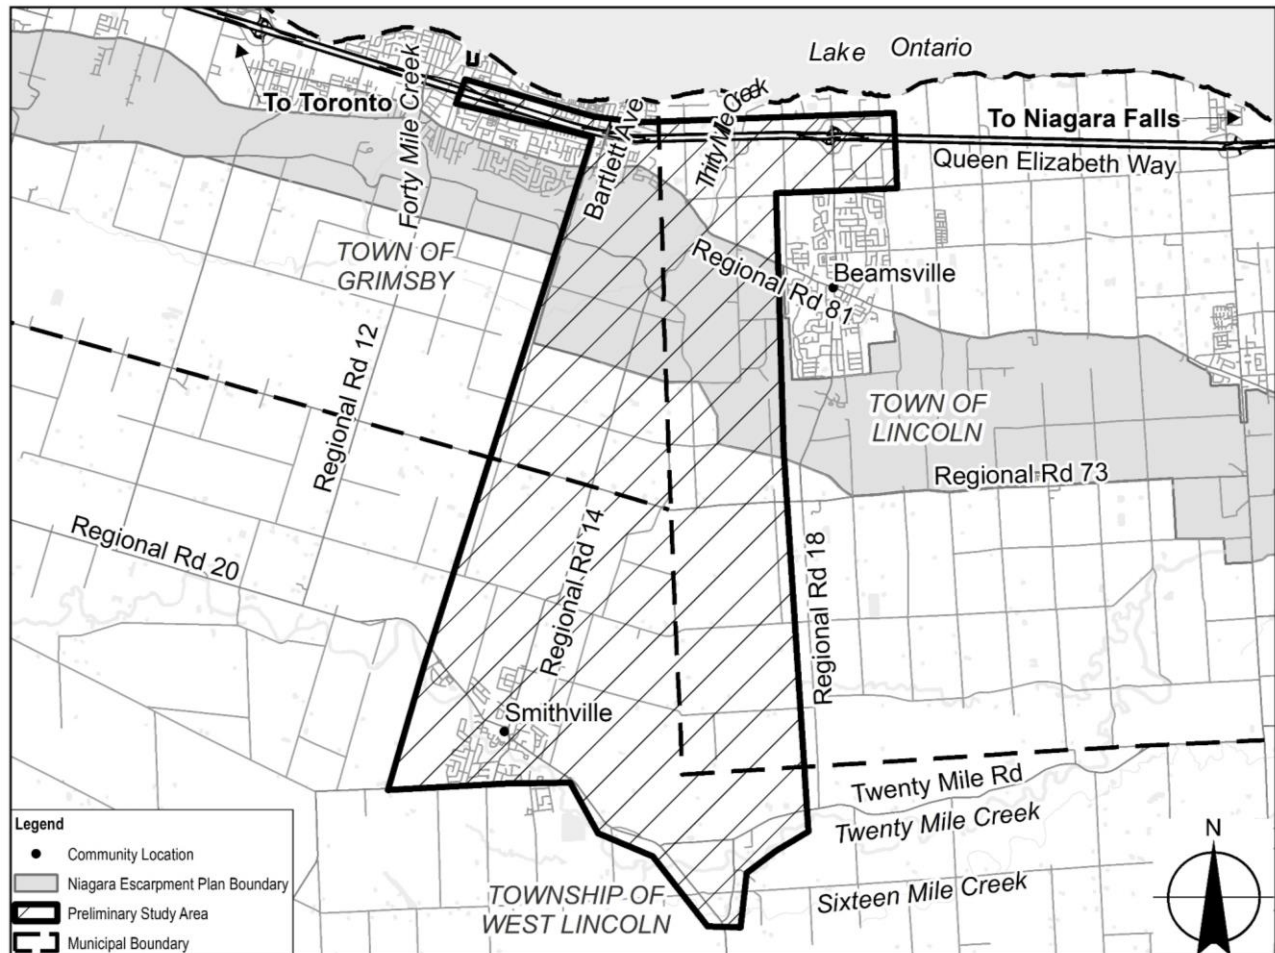 Lake Ontario
To Toronto
Forty Mile Creek
Bartlett Ave
Thirty Mile Creek
To Niagara Falls
Queen Elizabeth Way
TOWN OF
GRIMSBY
Regional Rd 81
Beamsville
Regional Rd 12
TOWN OF
LINCOLN
Regional Rd 73
Regional Rd 20
Regional Rd 14
Regional Rd 18
Smithville
Twenty Mile Rd
Twenty Mile Creek
Sixteen Mile Creek
TOWNSHIP OF
WEST LINCOLN
N
Legend
Community Location
Niagara Escarpment Plan Boundary
Preliminary Study Area
Municipal Boundary